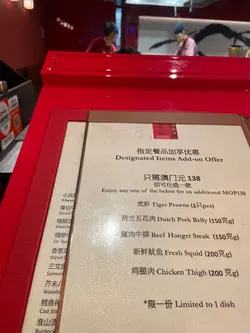 指定餐品加享优惠
Designated Items Add-on Offer
只需澳门元 138
即可任选一款
Enjoy any one of the below for an additional MOP138
虎虾 Tiger Prawns (3只pcs)
荷兰五花肉 Dutch Pork Belly (150克g)
腹肉牛排 Beef Hanger Steak (150克g)
新鲜鱿鱼 Fresh Squid (200克g)
鸡腿肉 Chicken Thigh (200克g)
*限一份 Limited to 1 dish